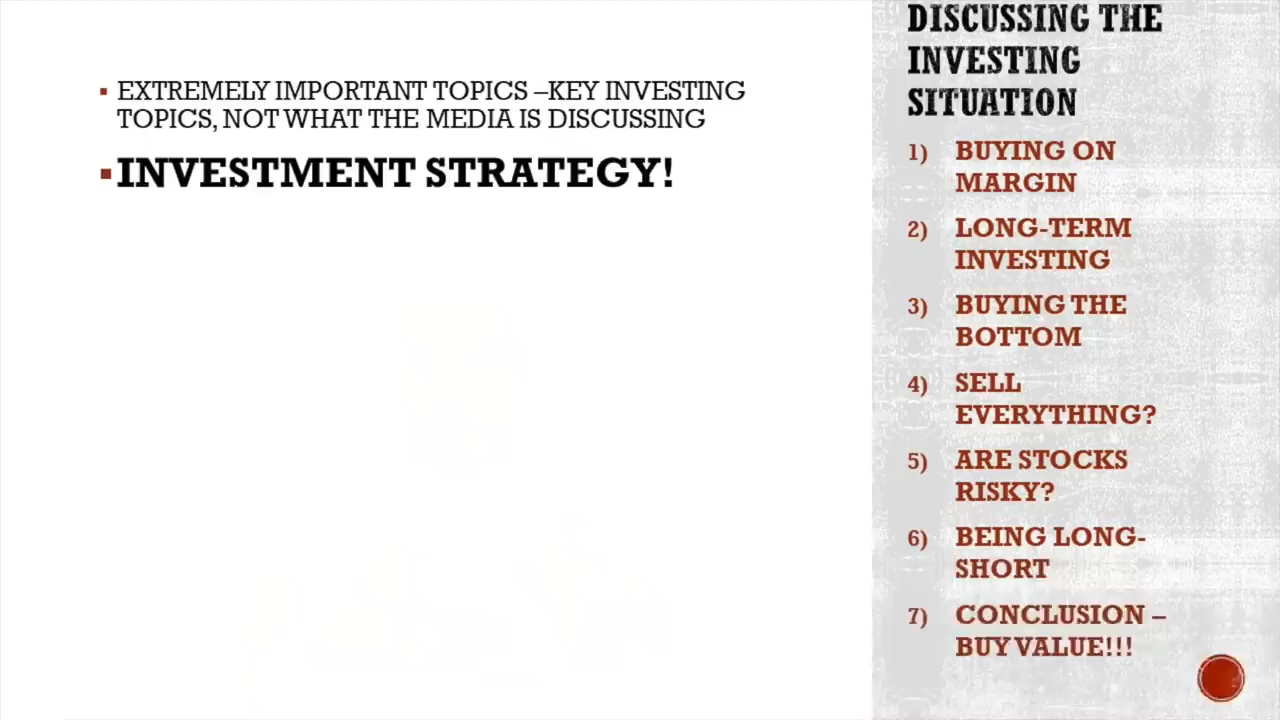 ▪ EXTREMELY IMPORTANT TOPICS –KEY INVESTING
TOPICS, NOT WHAT THE MEDIA IS DISCUSSING
▪ INVESTMENT STRATEGY!
DISCUSSING THE
INVESTING
SITUATION
1) BUYING ON
MARGIN
2) LONG-TERM
INVESTING
3) BUYING THE
BOTTOM
4) SELL
EVERYTHING?
5) ARE STOCKS
RISKY?
6) BEING LONG-
SHORT
7) CONCLUSION –
BUY VALUE!!!